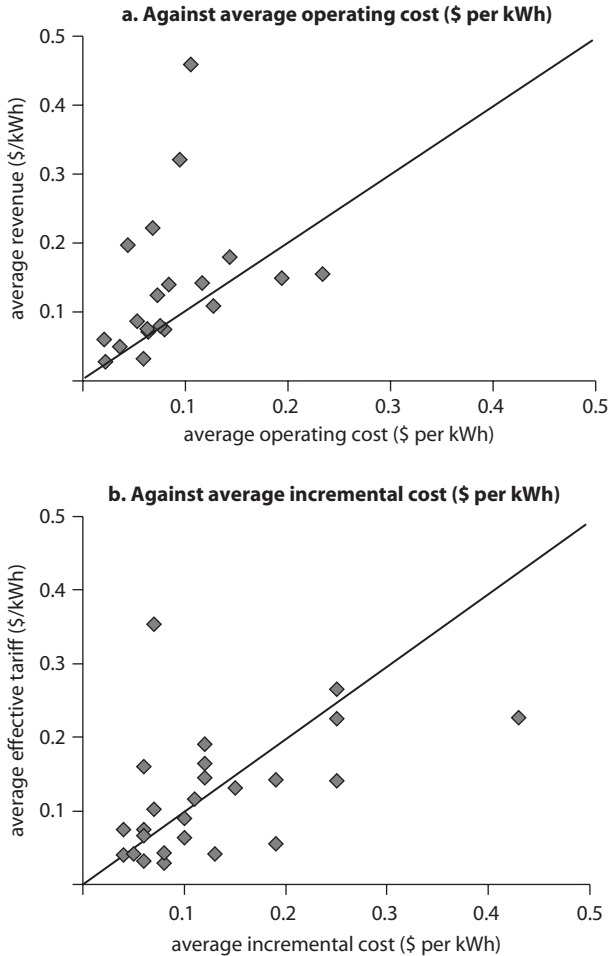 a. Against average operating cost ($ per kWh)
0.5
0.4
0.3
0.2
0.1
average revenue ($/kWh)
0.1 0.2 0.3 0.4 0.5
average operating cost ($ per kWh)
b. Against average incremental cost ($ per kWh)
0.5
0.4
0.3
0.2
0.1
average effective tariff ($/kWh)
0.1 0.2 0.3 0.4 0.5
average incremental cost ($ per kWh)